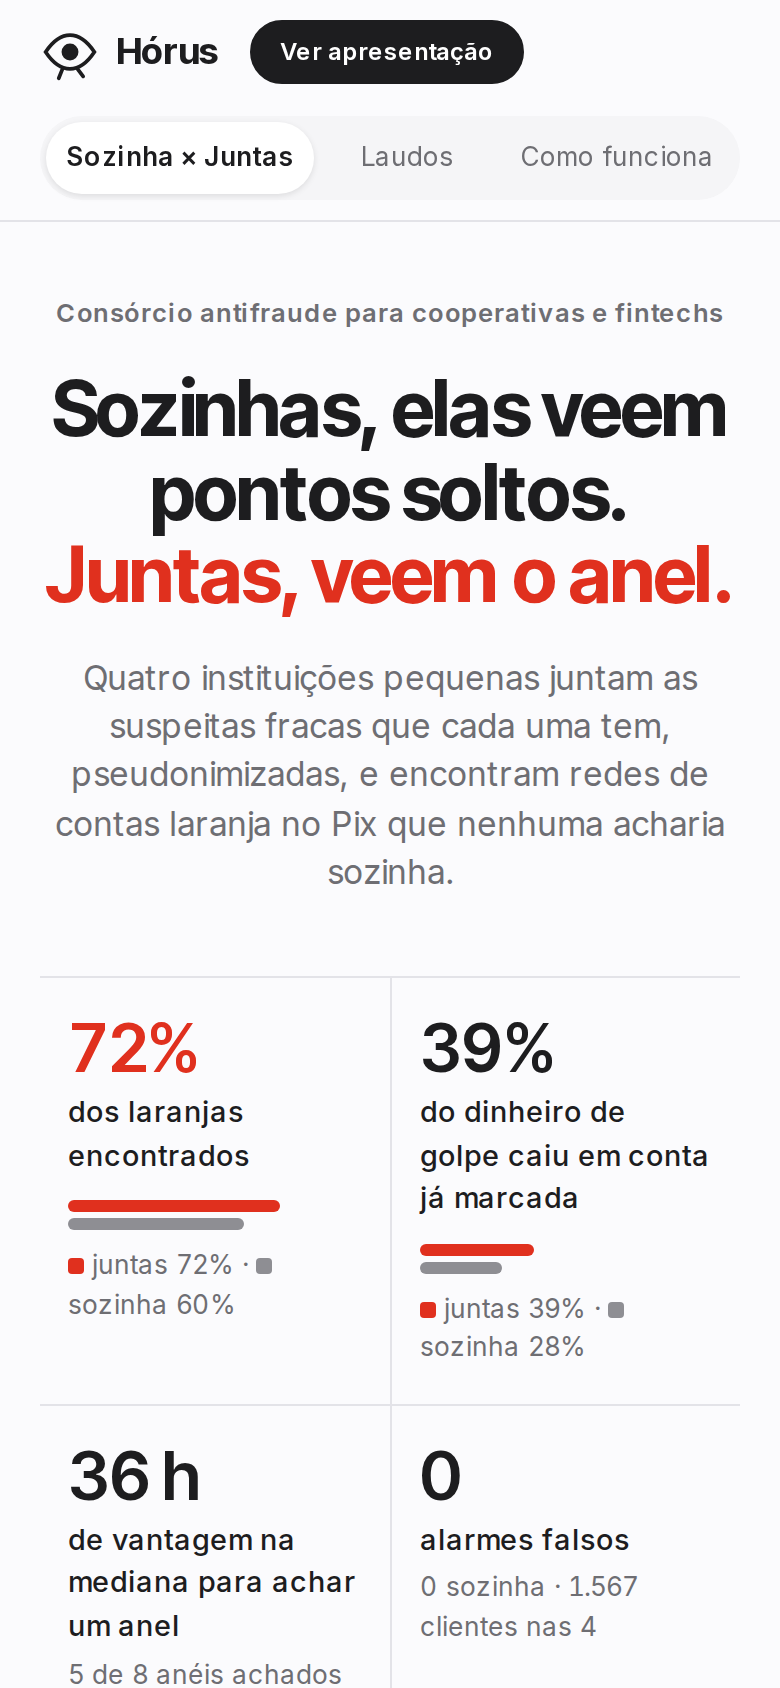 Hórus
Ver apresentação
Sozinha × Juntas
Laudos
Como funciona
Consórcio antifraude para cooperativas e fintechs
Sozinhas, elas veem
pontos soltos.
Juntas, veem o anel.
Quatro instituições pequenas juntam as
suspeitas fracas que cada uma tem,
pseudonimizadas, e encontram redes de
contas laranja no Pix que nenhuma acharia
sozinha.
72%
dos laranjas
encontrados
juntas 72% ·
sozinha 60%
39%
do dinheiro de
golpe caiu em conta
já marcada
juntas 39% ·
sozinha 28%
36 h
de vantagem na
mediana para achar
um anel
5 de 8 anéis achados
0
alarmes falsos
0 sozinha · 1.567
clientes nas 4